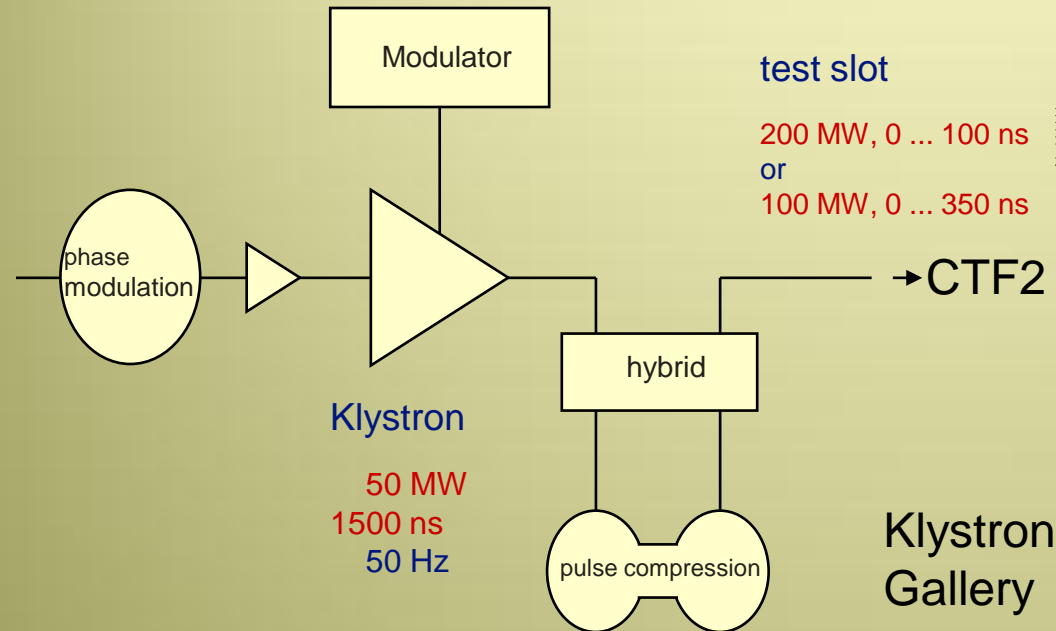 Modulator
test slot
200 MW, 0 ... 100 ns
or
100 MW, 0 ... 350 ns
phase
modulation
CTF2
hybrid
Klystron
50 MW
1500 ns
50 Hz
pulse compression
Klystron
Gallery